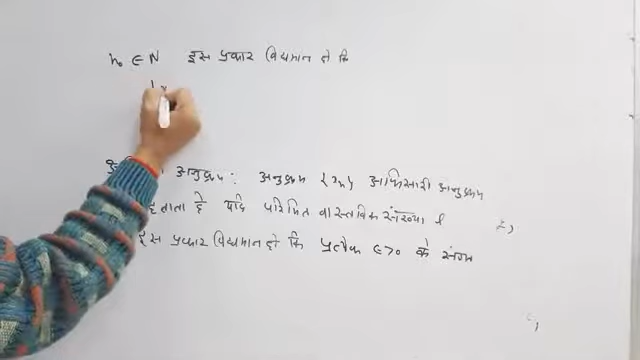 n₀ ∈ N इस प्रकार विद्यमान हो कि
|x
अनुक्रम : अनुक्रम {xn} अभिसारी अनुक्रम
कहलाता है यदि परिमित वास्तविक संख्या l
इस प्रकार विद्यमान हो कि प्रत्येक ∈>0 के संगत